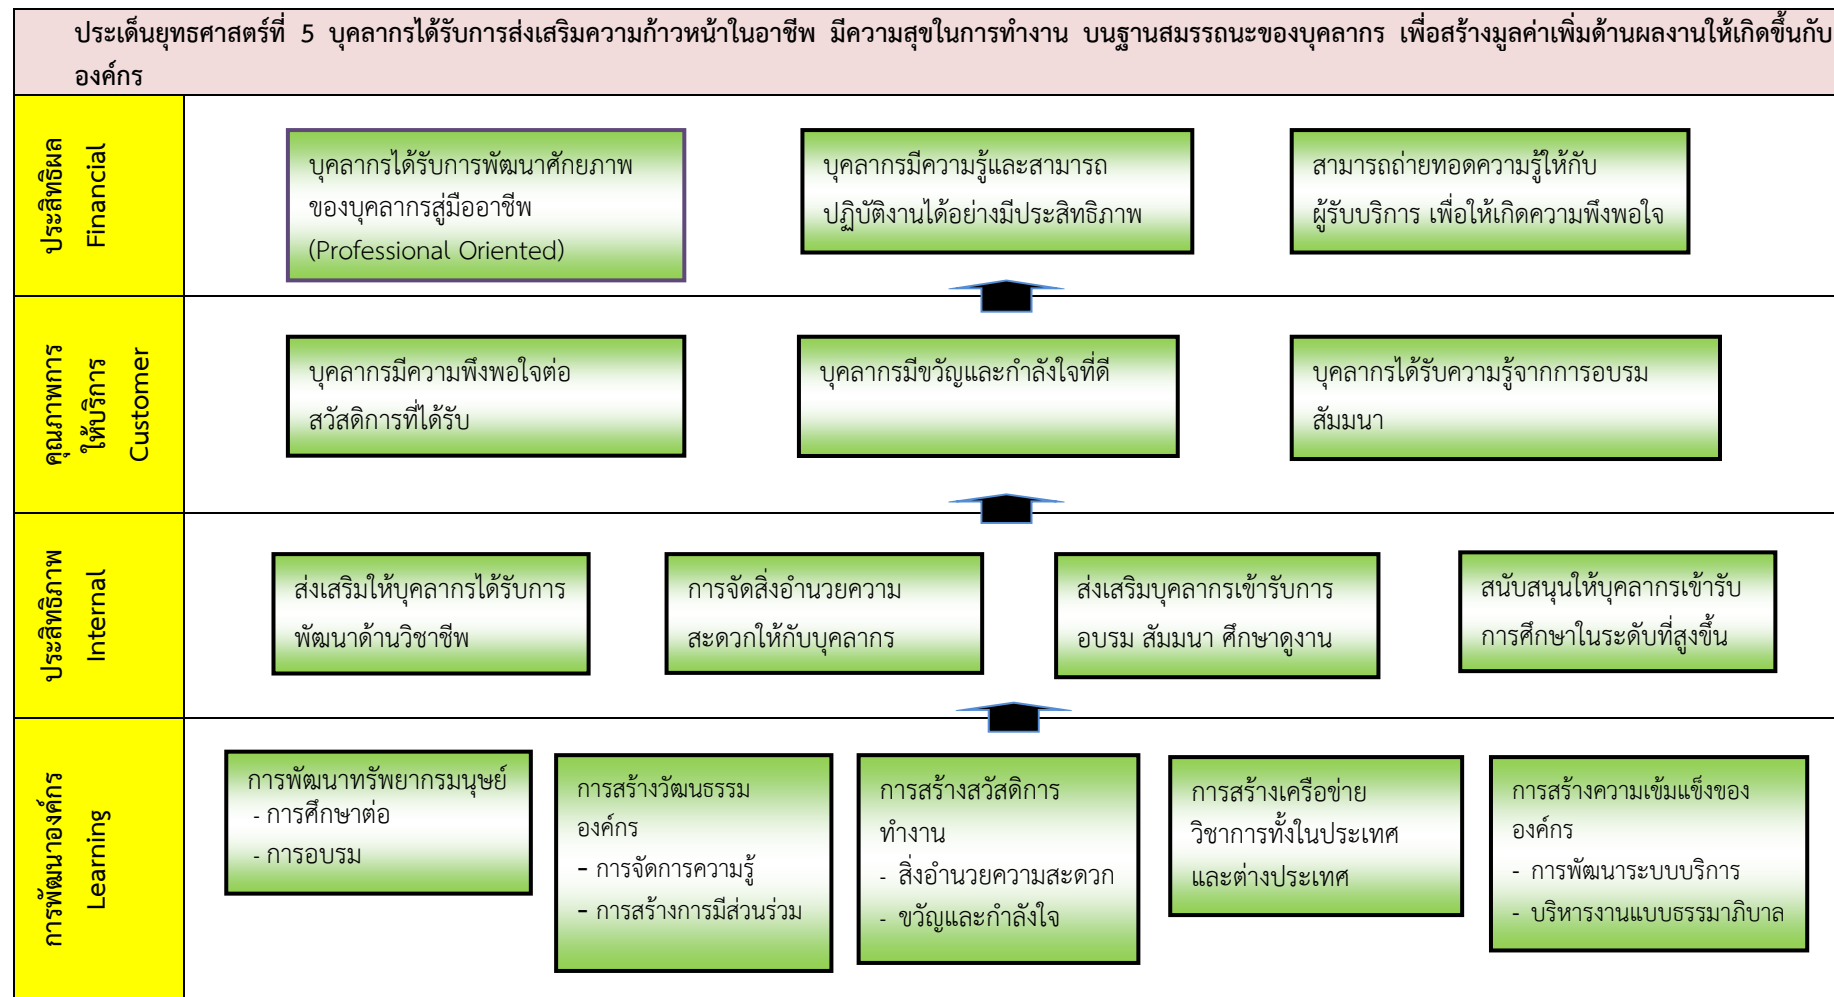 ประเด็นยุทธศาสตร์ที่ 5 บุคลากรได้รับการส่งเสริมความก้าวหน้าในอาชีพ มีความสุขในการทำงาน บนฐานสมรรถนะของบุคลากร เพื่อสร้างมูลค่าเพิ่มด้านผลงานให้เกิดขึ้นกับ
องค์กร
ประสิทธิผล
Financial
บุคลากรได้รับการพัฒนาศักยภาพ
ของบุคลากรสู่มืออาชีพ
(Professional Oriented)
บุคลากรมีความรู้และสามารถ
ปฏิบัติงานได้อย่างมีประสิทธิภาพ
สามารถถ่ายทอดความรู้ให้กับ
ผู้รับบริการ เพื่อให้เกิดความพึงพอใจ
คุณภาพการ
ให้บริการ
Customer
บุคลากรมีความพึงพอใจต่อ
สวัสดิการที่ได้รับ
บุคลากรมีขวัญและกำลังใจที่ดี
บุคลากรได้รับความรู้จากการอบรม
สัมมนา
ประสิทธิภาพ
Internal
ส่งเสริมให้บุคลากรได้รับการ
พัฒนาด้านวิชาชีพ
การจัดสิ่งอำนวยความ
สะดวกให้กับบุคลากร
ส่งเสริมบุคลากรเข้ารับการ
อบรม สัมมนา ศึกษาดูงาน
สนับสนุนให้บุคลากรเข้ารับ
การศึกษาในระดับที่สูงขึ้น
การพัฒนาองค์กร
Learning
การพัฒนาทรัพยากรมนุษย์
- การศึกษาต่อ
- การอบรม
การสร้างวัฒนธรรม
องค์กร
- การจัดการความรู้
- การสร้างการมีส่วนร่วม
การสร้างสวัสดิการ
ทำงาน
- สิ่งอำนวยความสะดวก
- ขวัญและกำลังใจ
การสร้างเครือข่าย
วิชาการทั้งในประเทศ
และต่างประเทศ
การสร้างความเข้มแข็งของ
องค์กร
- การพัฒนาระบบบริการ
- บริหารงานแบบธรรมาภิบาล